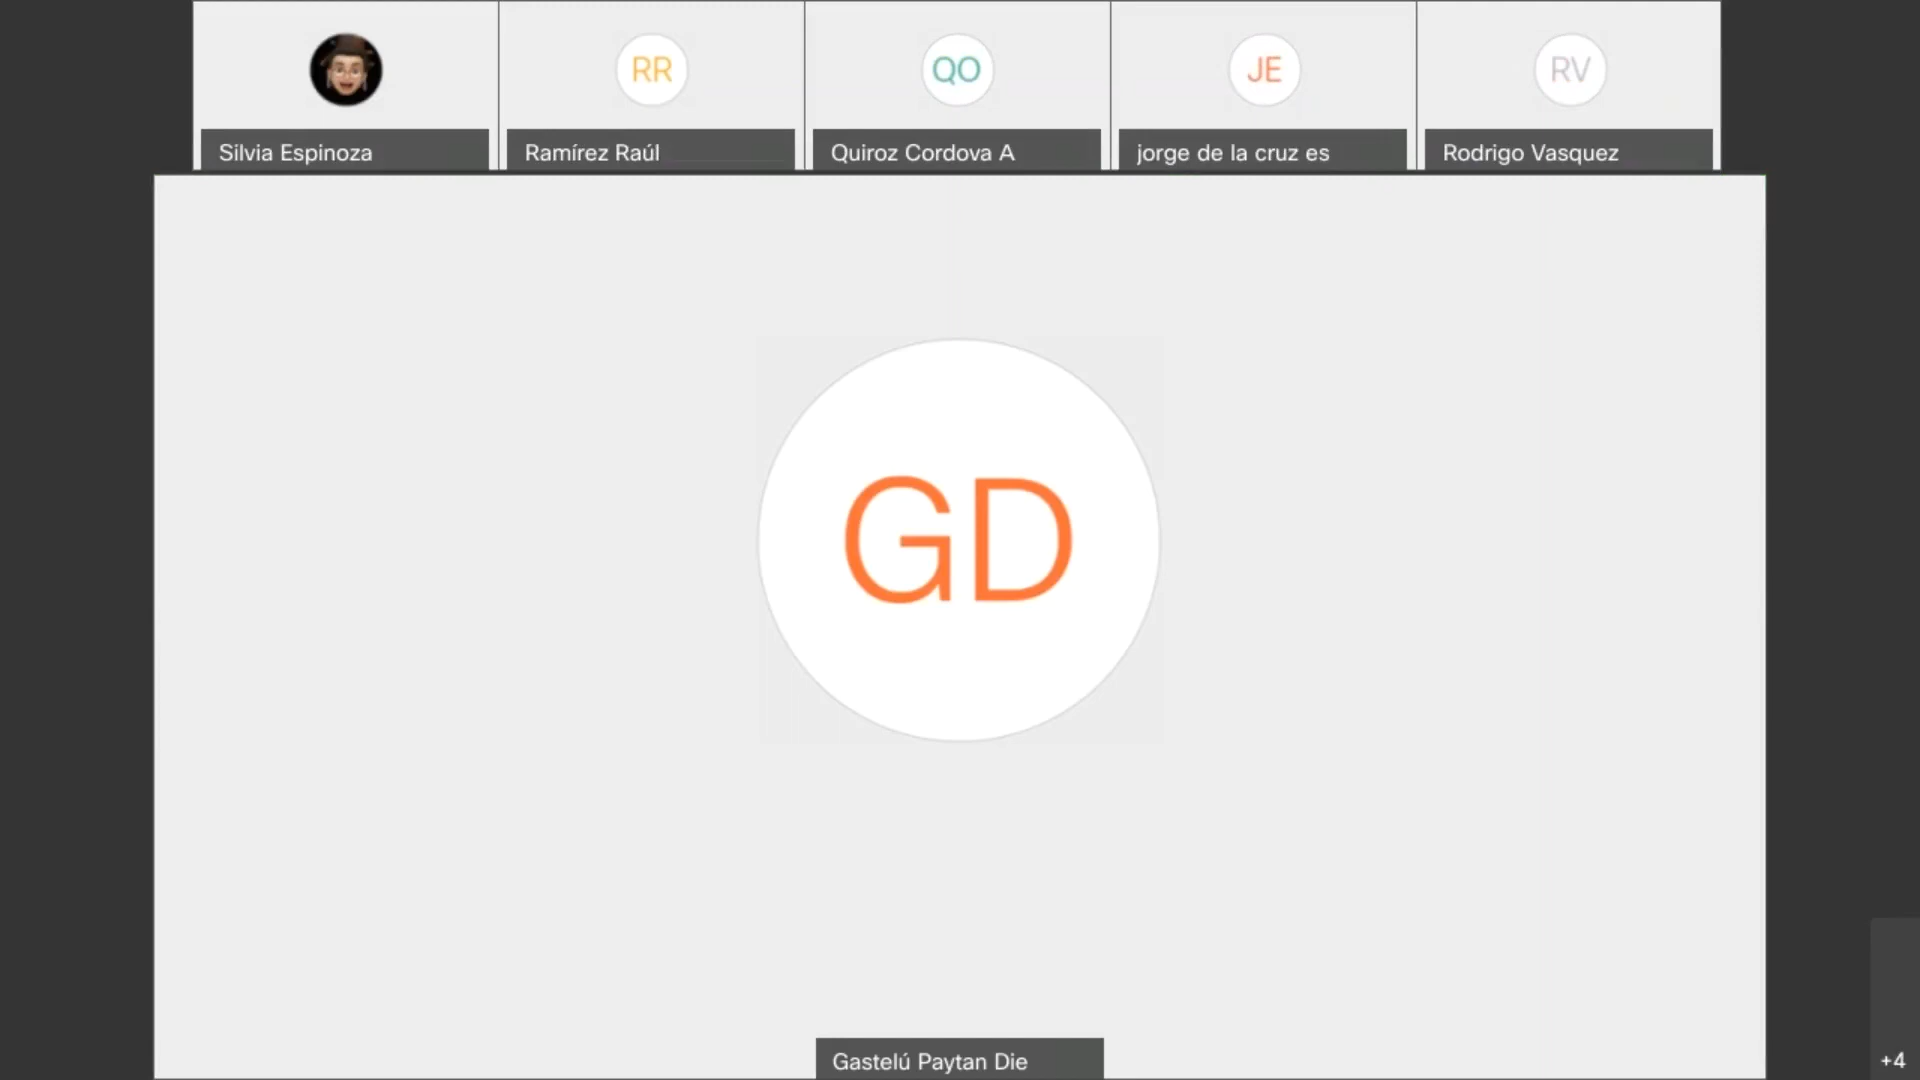 RR
QO
JE
RV
Silvia Espinoza
Ramírez Raúl
Quiroz Cordova A
jorge de la cruz es
Rodrigo Vasquez
GD
Gastelú Paytan Die
+4